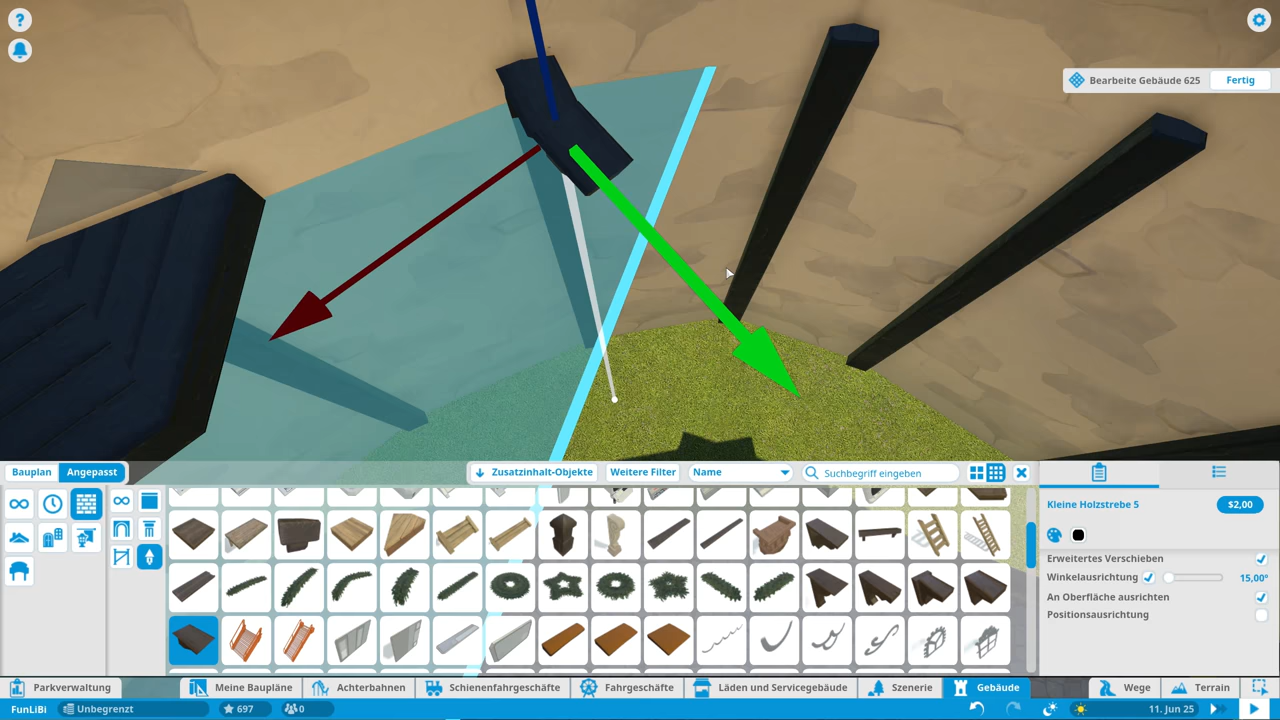 Bearbeite Gebäude 625
Fertig
Bauplan
Angepasst
Zusatzinhalt-Objekte
Weitere Filter
Name
Suchbegriff eingeben
Kleine Holzstrebe 5
$2,00
Erweitertes Verschieben
Winkelausrichtung
15,00°
An Oberfläche ausrichten
Positionsausrichtung
Parkverwaltung
Meine Baupläne
Achterbahnen
Schienenfahrgeschäfte
Fahrgeschäfte
Läden und Servicegebäude
Szenerie
Gebäude
Wege
Terrain
FunLiBi
Unbegrenzt
697
0
11. Jun 25